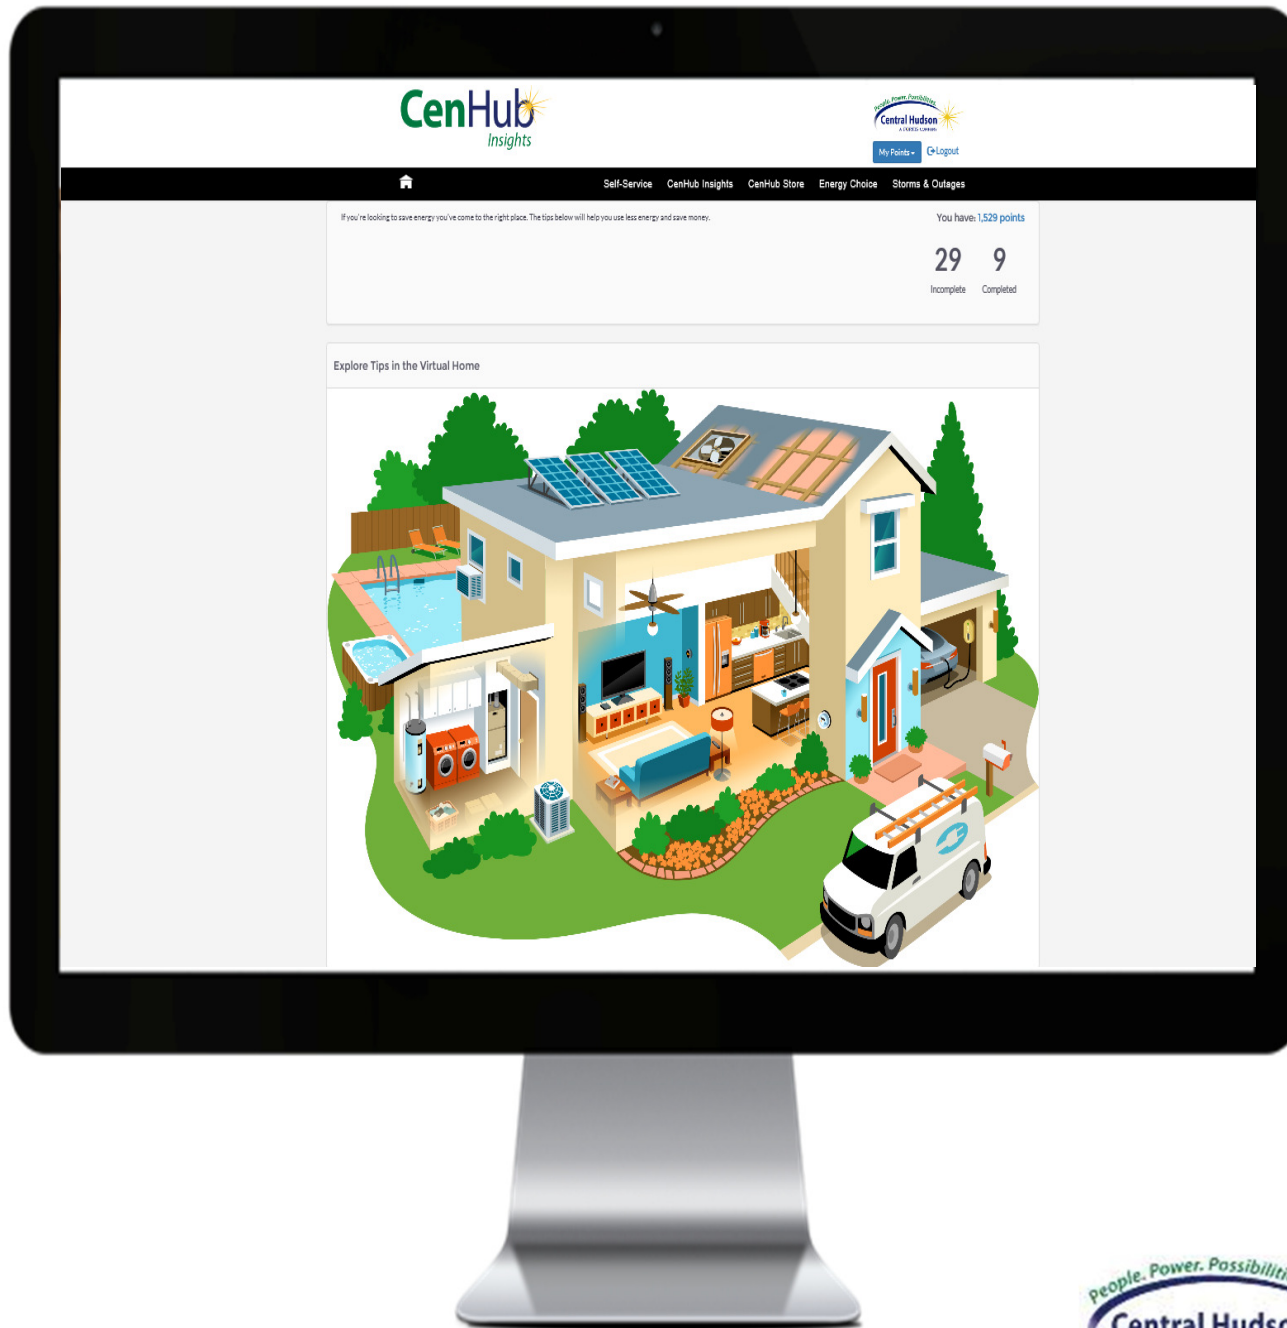 CenHub
Insights
People. Power. Possibilities.
Central Hudson
My Points
Logout
Self-Service CenHub Insights CenHub Store Energy Choice Storms & Outages
If you're looking to save energy you've come to the right place. The tips below will help you use less energy and save money.
You have: 1,529 points
29 9
Incomplete Completed
Explore Tips in the Virtual Home
People. Power. Possibiliti
Central Hudso